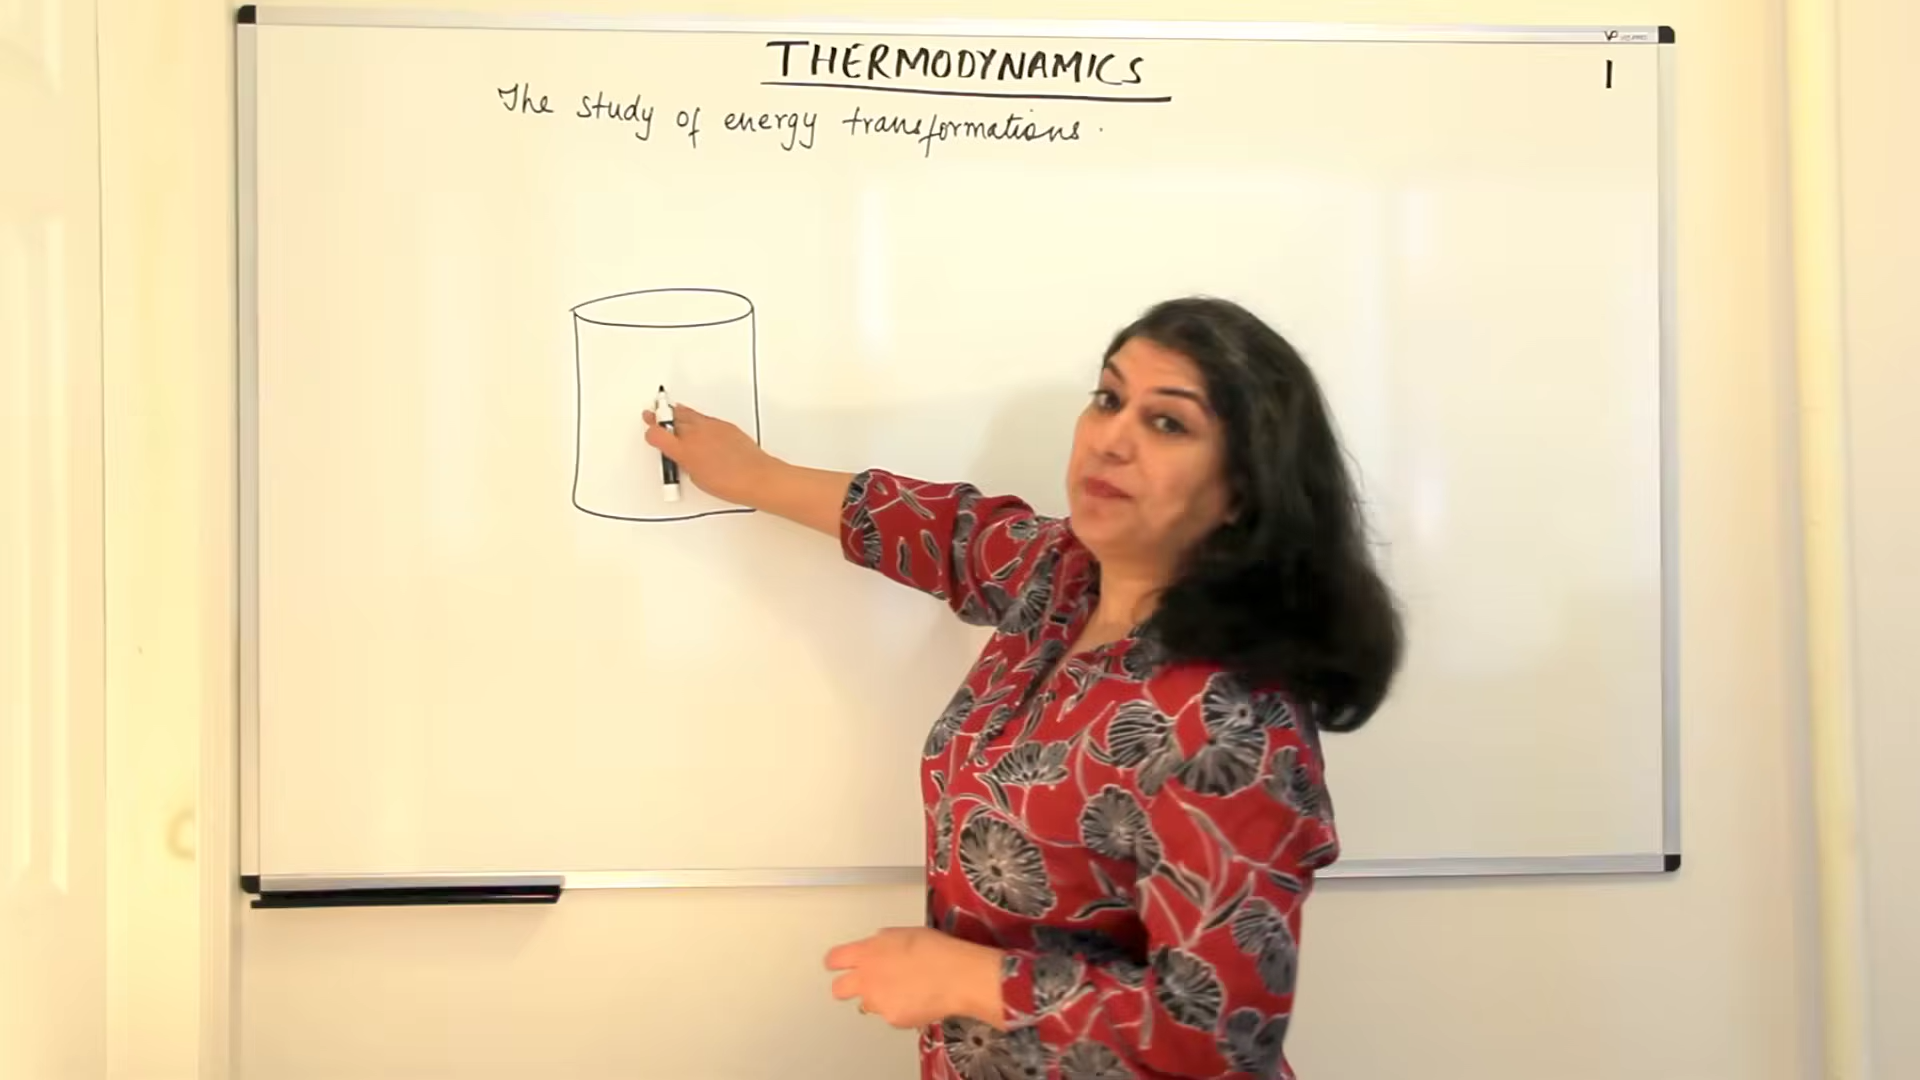 THERMODYNAMICS
1
The study of energy transformations.